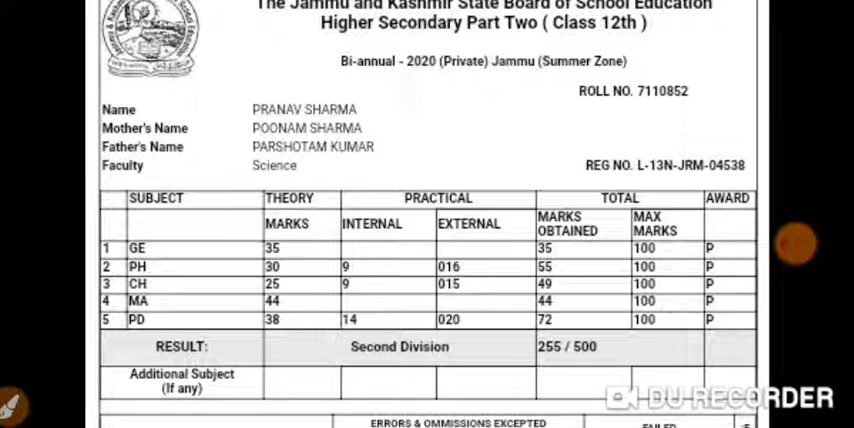 The Jammu and Kashmir State Board of School Education
Higher Secondary Part Two ( Class 12th )
Bi-annual - 2020 (Private) Jammu (Summer Zone)
ROLL NO. 7110852
Name PRANAV SHARMA
Mother's Name POONAM SHARMA
Father's Name PARSHOTAM KUMAR
Faculty Science REG NO. L-13N-JRM-04538
SUBJECT THEORY PRACTICAL TOTAL AWARD
MARKS INTERNAL EXTERNAL MARKS OBTAINED MAX MARKS
1 GE 35 35 100 P
2 PH 30 9 016 55 100 P
3 CH 25 9 015 49 100 P
4 MA 44 44 100 P
5 PD 38 14 020 72 100 P
RESULT: Second Division 255 / 500
Additional Subject
(If any)
DU RECORDER
ERRORS & OMMISSIONS EXCEPTED FAILED :F